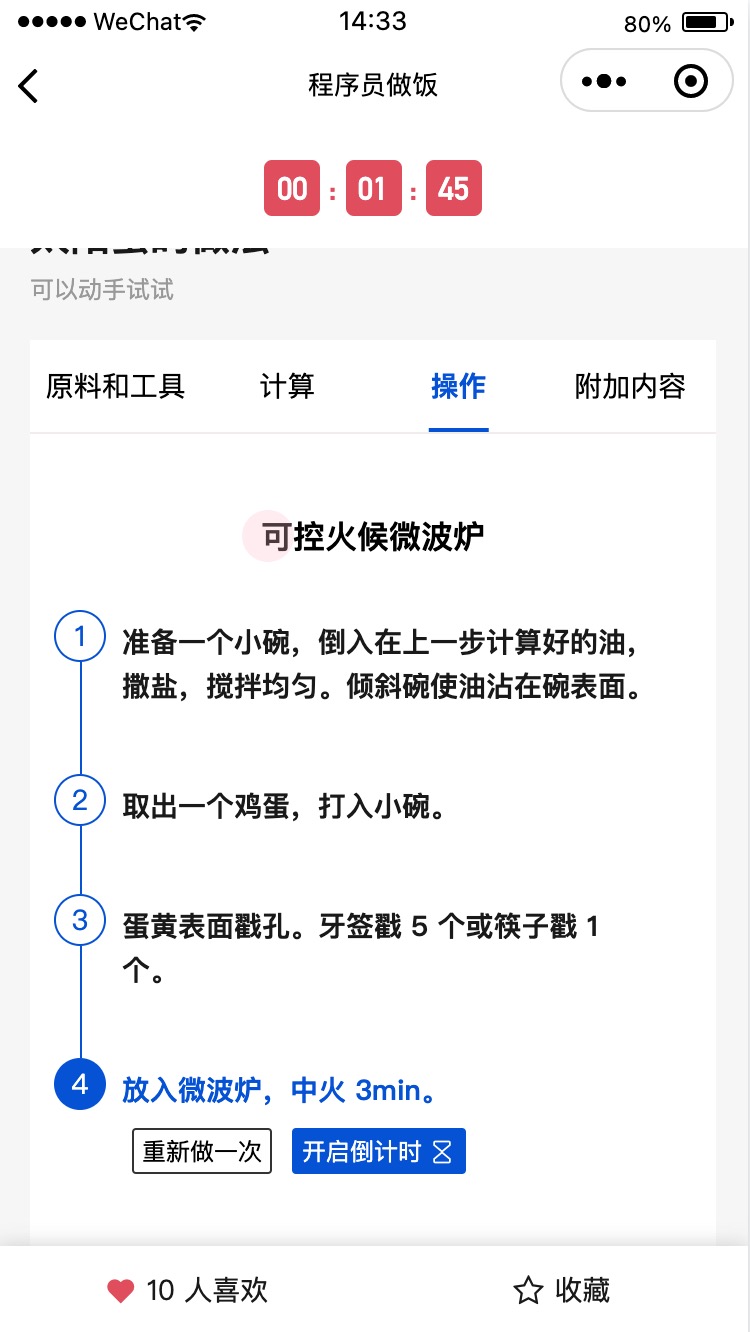 WeChat 14:33 80%
程序员做饭
00 : 01 : 45
可以动手试试
原料和工具 计算 操作 附加内容
可控火候微波炉
1 准备一个小碗，倒入在上一步计算好的油，
撒盐，搅拌均匀。倾斜碗使油沾在碗表面。
2 取出一个鸡蛋，打入小碗。
3 蛋黄表面戳孔。牙签戳 5 个或筷子戳 1
个。
4 放入微波炉，中火 3min。
重新做一次 开启倒计时
10 人喜欢 收藏